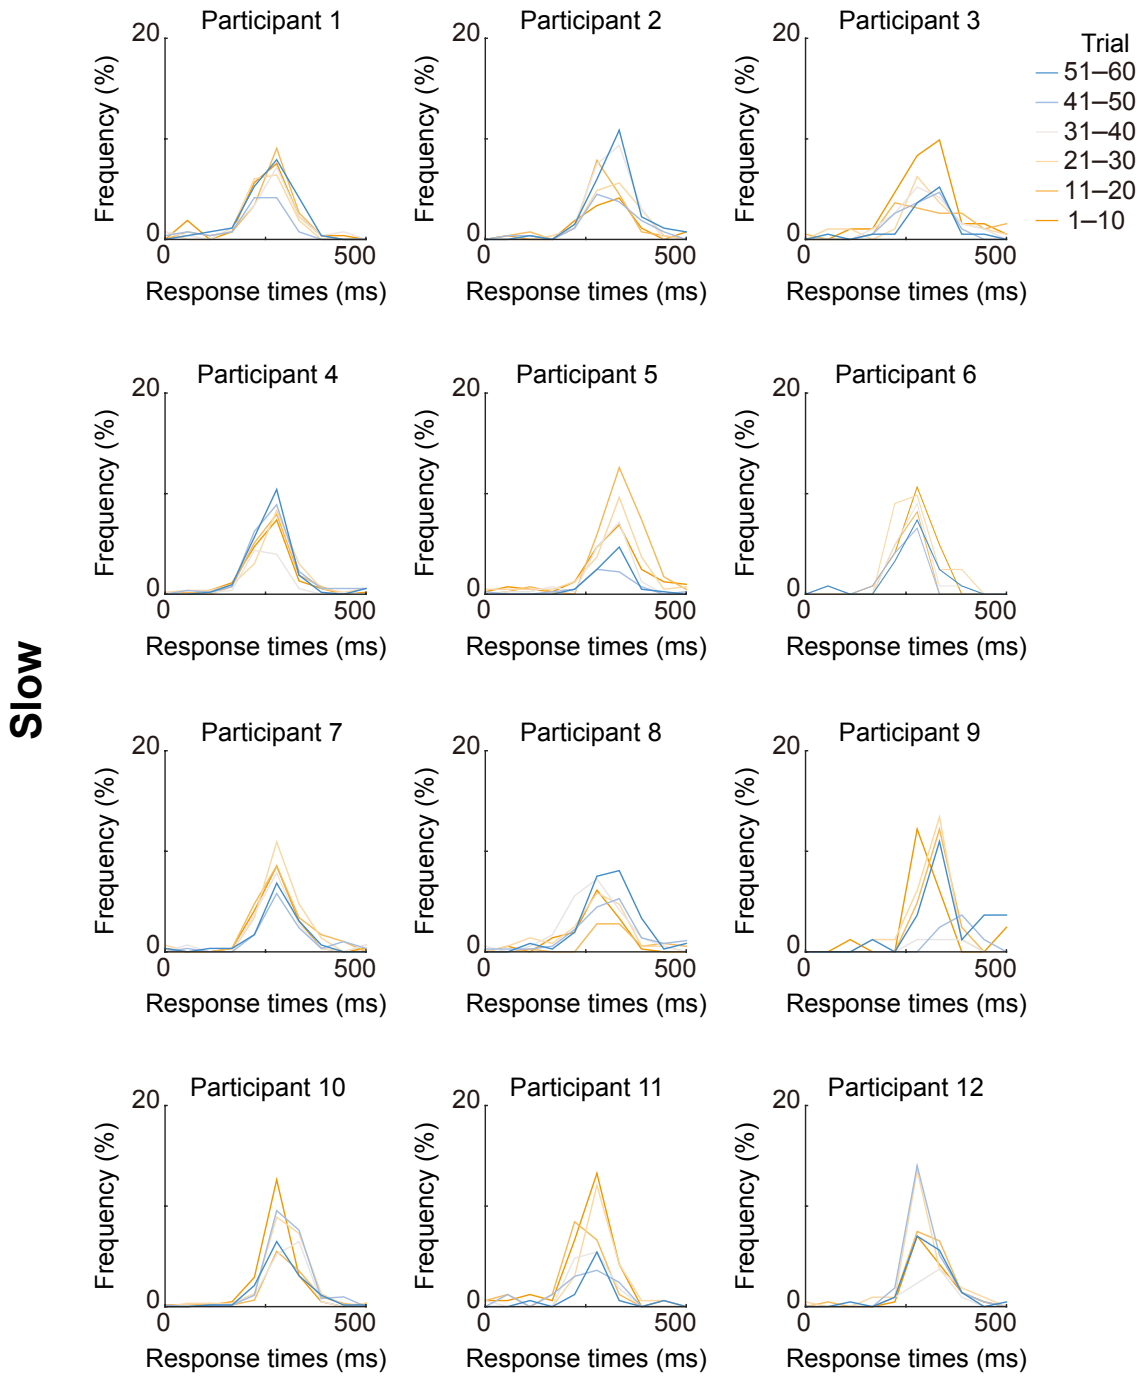 Participant 1
Participant 2
Participant 3
Trial
51–60
41–50
31–40
21–30
11–20
1–10
20
Frequency (%)
0
0
500
Response times (ms)
20
Frequency (%)
0
0
500
Response times (ms)
20
Frequency (%)
0
0
500
Response times (ms)
Slow
Participant 4
Participant 5
Participant 6
20
Frequency (%)
0
0
500
Response times (ms)
20
Frequency (%)
0
0
500
Response times (ms)
20
Frequency (%)
0
0
500
Response times (ms)
Participant 7
Participant 8
Participant 9
20
Frequency (%)
0
0
500
Response times (ms)
20
Frequency (%)
0
0
500
Response times (ms)
20
Frequency (%)
0
0
500
Response times (ms)
Participant 10
Participant 11
Participant 12
20
Frequency (%)
0
0
500
Response times (ms)
20
Frequency (%)
0
0
500
Response times (ms)
20
Frequency (%)
0
0
500
Response times (ms)